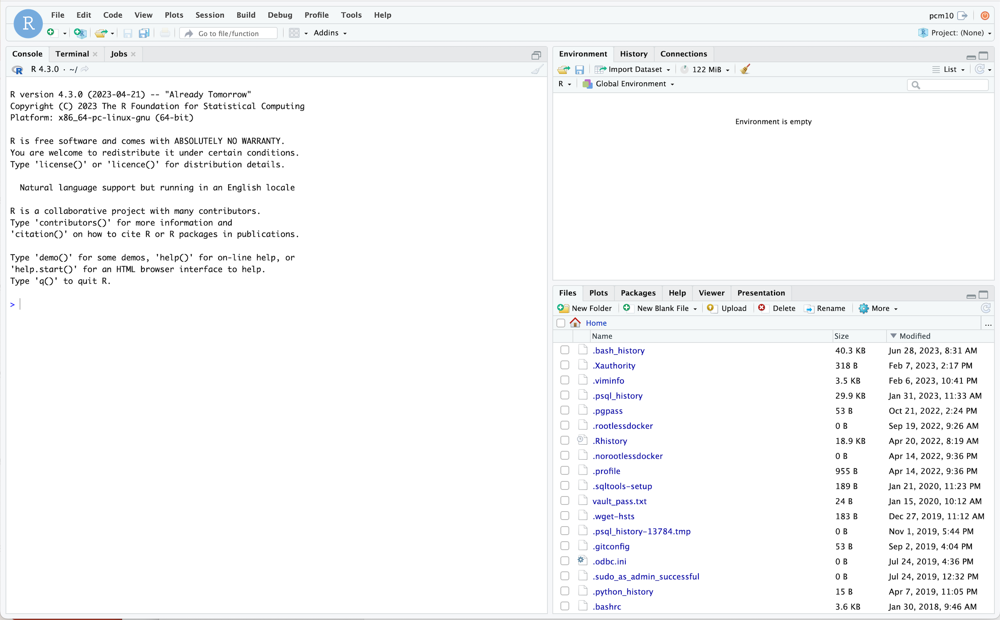 R File Edit Code View Plots Session Build Debug Profile Tools Help pcm10
Go to file/function Addins Project: (None)
Console Terminal Jobs
R 4.3.0 · ~/
R version 4.3.0 (2023-04-21) -- "Already Tomorrow"
Copyright (C) 2023 The R Foundation for Statistical Computing
Platform: x86_64-pc-linux-gnu (64-bit)
R is free software and comes with ABSOLUTELY NO WARRANTY.
You are welcome to redistribute it under certain conditions.
Type 'license()' or 'licence()' for distribution details.
Natural language support but running in an English locale
R is a collaborative project with many contributors.
Type 'contributors()' for more information and
'citation()' on how to cite R or R packages in publications.
Type 'demo()' for some demos, 'help()' for on-line help, or
'help.start()' for an HTML browser interface to help.
Type 'q()' to quit R.
>
Environment History Connections
Import Dataset 122 MiB List
R Global Environment
Environment is empty
Files Plots Packages Help Viewer Presentation
New Folder New Blank File Upload Delete Rename More
Home ...
Name Size Modified
.bash_history 40.3 KB Jun 28, 2023, 8:31 AM
.Xauthority 318 B Feb 7, 2023, 2:17 PM
.viminfo 3.5 KB Feb 6, 2023, 10:41 PM
.psql_history 29.9 KB Jan 31, 2023, 11:33 AM
.pgpass 53 B Oct 21, 2022, 2:24 PM
.rootlessdocker 0 B Sep 19, 2022, 9:26 AM
.Rhistory 18.9 KB Apr 20, 2022, 8:19 AM
.norootlessdocker 0 B Apr 14, 2022, 9:36 PM
.profile 955 B Apr 14, 2022, 9:36 PM
.sqltools-setup 189 B Jan 21, 2020, 11:23 PM
vault_pass.txt 24 B Jan 15, 2020, 10:12 AM
.wget-hsts 183 B Dec 27, 2019, 11:12 AM
.psql_history-13784.tmp 0 B Nov 1, 2019, 5:44 PM
.gitconfig 53 B Sep 2, 2019, 4:04 PM
.odbc.ini 0 B Jul 24, 2019, 4:36 PM
.sudo_as_admin_successful 0 B Jul 24, 2019, 12:32 PM
.python_history 15 B Apr 7, 2019, 11:05 PM
.bashrc 3.6 KB Jan 30, 2018, 9:46 AM